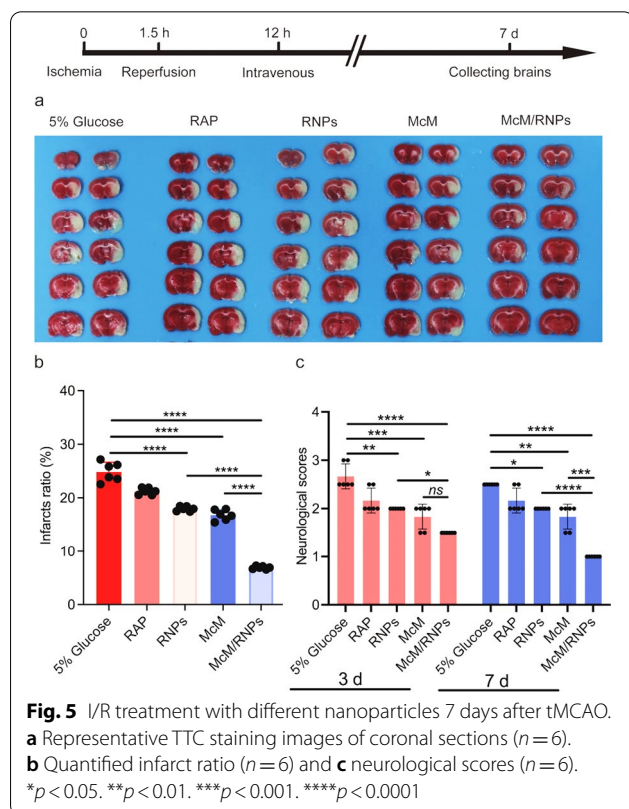 0 1.5 h 12 h 7 d
Ischemia Reperfusion Intravenous Collecting brains
a
5% Glucose RAP RNPs McM McM/RNPs
b
Infarcts ratio (%)
40
30
20
10
0
****
****
**** ****
****
5% Glucose RAP RNPs McM McM/RNPs
c
Neurological scores
4
3
2
1
0
**** ****
*** **
** * * ***
ns ****
5% Glucose RAP RNPs McM McM/RNPs 5% Glucose RAP RNPs McM McM/RNPs
3 d 7 d
Fig. 5 I/R treatment with different nanoparticles 7 days after tMCAO.
a Representative TTC staining images of coronal sections (n = 6).
b Quantified infarct ratio (n = 6) and c neurological scores (n = 6).
*p < 0.05. **p < 0.01. ***p < 0.001. ****p < 0.0001